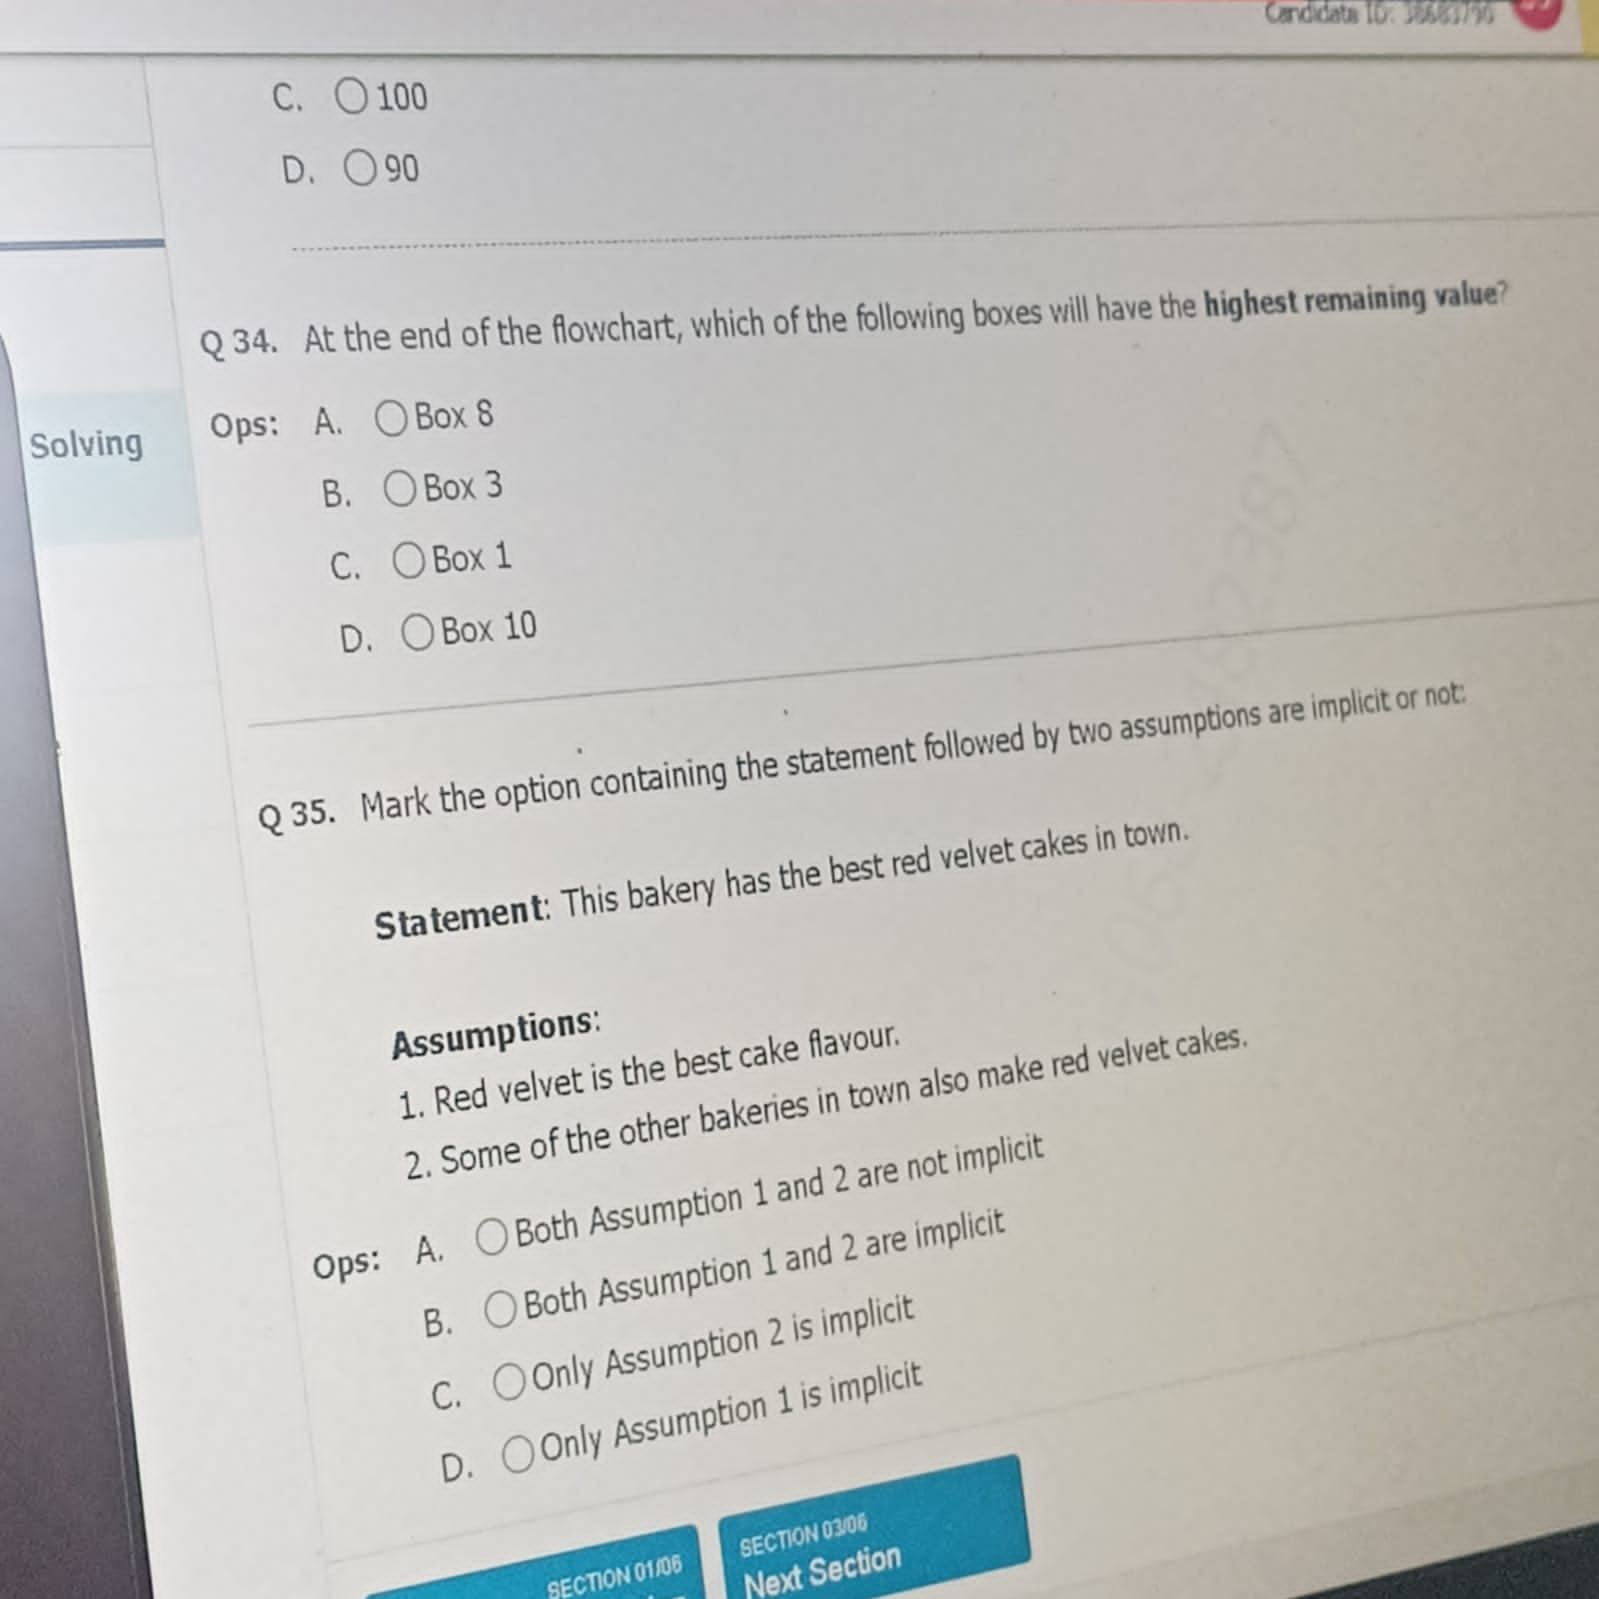 Candidate ID:
C. 100
D. 90
Q 34. At the end of the flowchart, which of the following boxes will have the highest remaining value?
Solving
Ops: A. Box 8
B. Box 3
C. Box 1
D. Box 10
Q 35. Mark the option containing the statement followed by two assumptions are implicit or not:
Statement: This bakery has the best red velvet cakes in town.
Assumptions:
1. Red velvet is the best cake flavour.
2. Some of the other bakeries in town also make red velvet cakes.
Ops: A. Both Assumption 1 and 2 are not implicit
B. Both Assumption 1 and 2 are implicit
C. Only Assumption 2 is implicit
D. Only Assumption 1 is implicit
SECTION 01/06
SECTION 03/06
Next Section